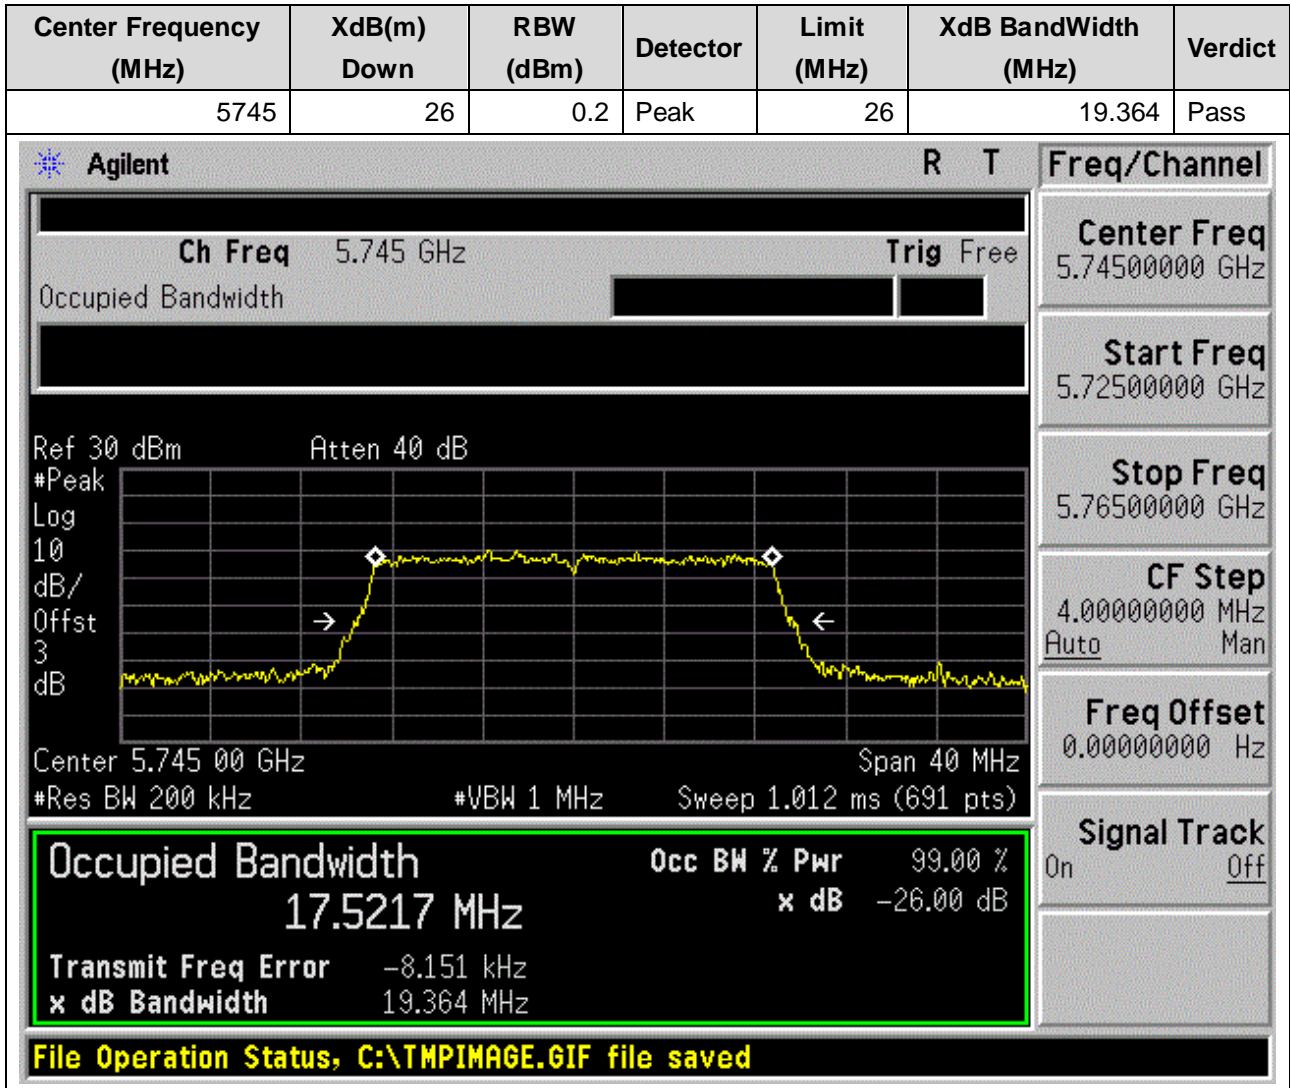 Center Frequency (MHz) XdB(m) Down RBW (dBm) Detector Limit (MHz) XdB BandWidth (MHz) Verdict
5745 26 0.2 Peak 26 19.364 Pass
Agilent R T Freq/Channel
Ch Freq 5.745 GHz Trig Free
Occupied Bandwidth
Center Freq
5.74500000 GHz
Start Freq
5.72500000 GHz
Stop Freq
5.76500000 GHz
CF Step
4.00000000 MHz
Auto Man
Freq Offset
0.00000000 Hz
Signal Track
On Off
Ref 30 dBm Atten 40 dB
#Peak
Log
10
dB/
Offst
3
dB
Center 5.745 00 GHz Span 40 MHz
#Res BW 200 kHz #VBW 1 MHz Sweep 1.012 ms (691 pts)
Occupied Bandwidth Occ BW % Pwr 99.00 %
17.5217 MHz x dB -26.00 dB
Transmit Freq Error -8.151 kHz
x dB Bandwidth 19.364 MHz
File Operation Status, C:\TMPIMAGE.GIF file saved